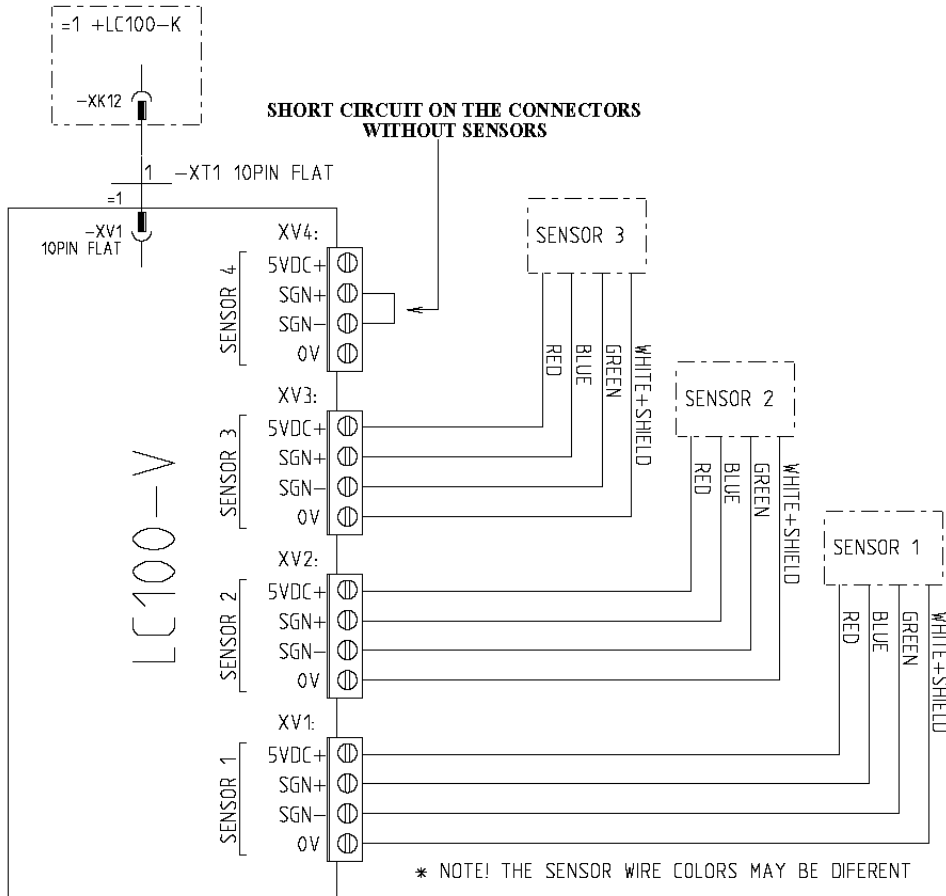 =1 +LC100-K
-XK12
SHORT CIRCUIT ON THE CONNECTORS
WITHOUT SENSORS
1
-XT1 10PIN FLAT
=1
-XV1
10PIN FLAT
LC100-V
XV4:
SENSOR 4
5VDC+
SGN+
SGN-
0V
XV3:
SENSOR 3
5VDC+
SGN+
SGN-
0V
XV2:
SENSOR 2
5VDC+
SGN+
SGN-
0V
XV1:
SENSOR 1
5VDC+
SGN+
SGN-
0V
SENSOR 3
RED
BLUE
GREEN
WHITE+SHIELD
SENSOR 2
RED
BLUE
GREEN
WHITE+SHIELD
SENSOR 1
RED
BLUE
GREEN
WHITE+SHIELD
* NOTE! THE SENSOR WIRE COLORS MAY BE DIFERENT